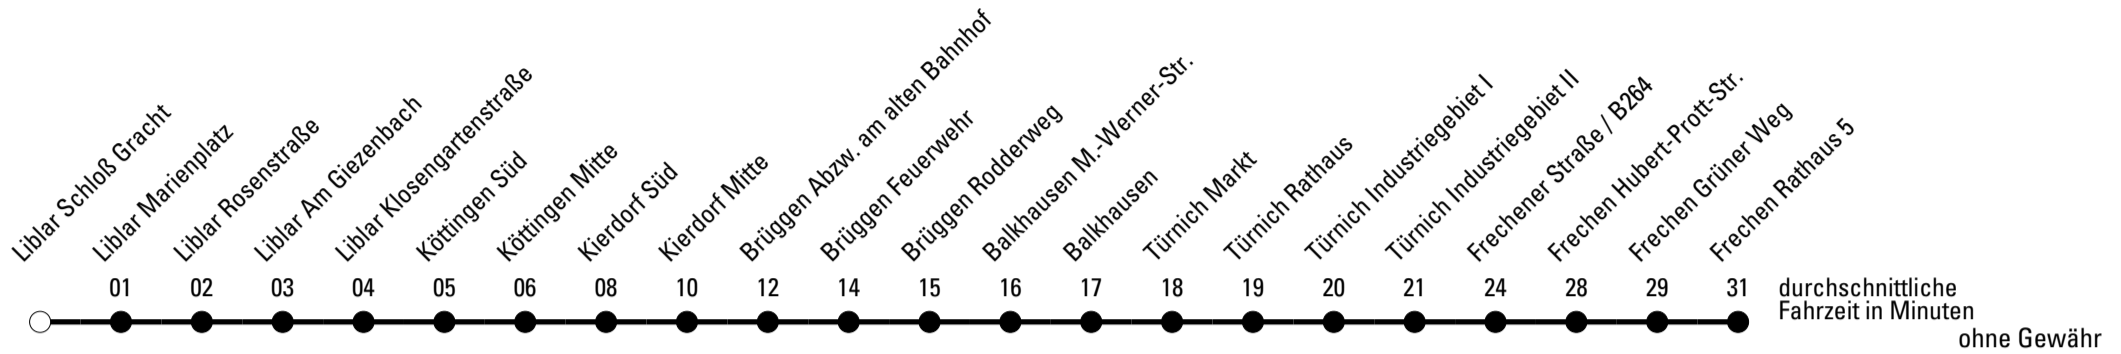 Liblar Schloß Gracht
Liblar Marienplatz
Liblar Rosenstraße
Liblar Am Giezenbach
Liblar Klosengartenstraße
Köttingen Süd
Köttingen Mitte
Kierdorf Süd
Kierdorf Mitte
Brüggen Abzw. am alten Bahnhof
Brüggen Feuerwehr
Brüggen Rodderweg
Balkhausen M.-Werner-Str.
Balkhausen
Türnich Markt
Türnich Rathaus
Türnich Industriegebiet I
Türnich Industriegebiet II
Frechener Straße / B264
Frechen Hubert-Prott-Str.
Frechen Grüner Weg
Frechen Rathaus 5
01 02 03 04 05 06 08 10 12 14 15 16 17 18 19 20 21 24 28 29 31
durchschnittliche
Fahrzeit in Minuten
ohne Gewähr